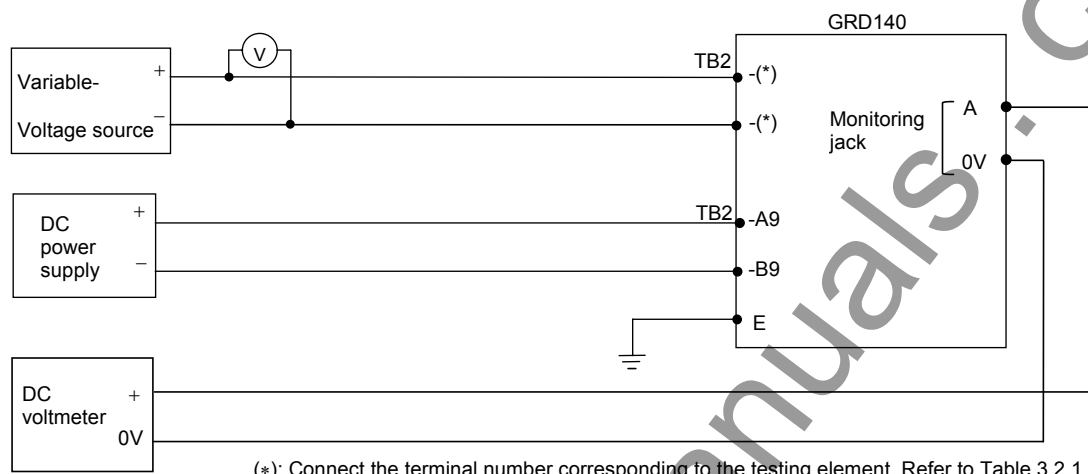 GRD140
V
TB2
Variable-
+
-(*)
Voltage source
−
-(*)
Monitoring
jack
A
0V
DC
power
supply
+
−
TB2
-A9
-B9
E
DC
voltmeter
+
0V
(*): Connect the terminal number corresponding to the testing element. Refer to Table 3.2.1
nuals . c